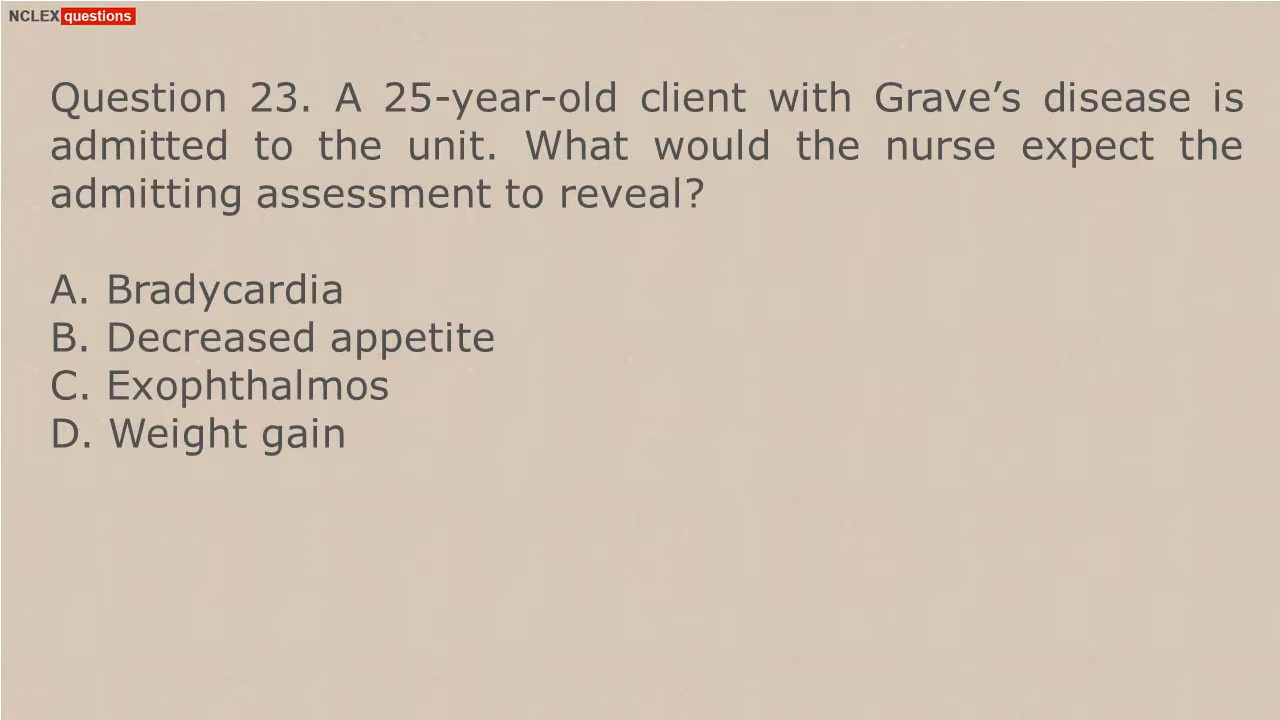 NCLEX questions
Question 23. A 25-year-old client with Grave’s disease is
admitted to the unit. What would the nurse expect the
admitting assessment to reveal?
A. Bradycardia
B. Decreased appetite
C. Exophthalmos
D. Weight gain